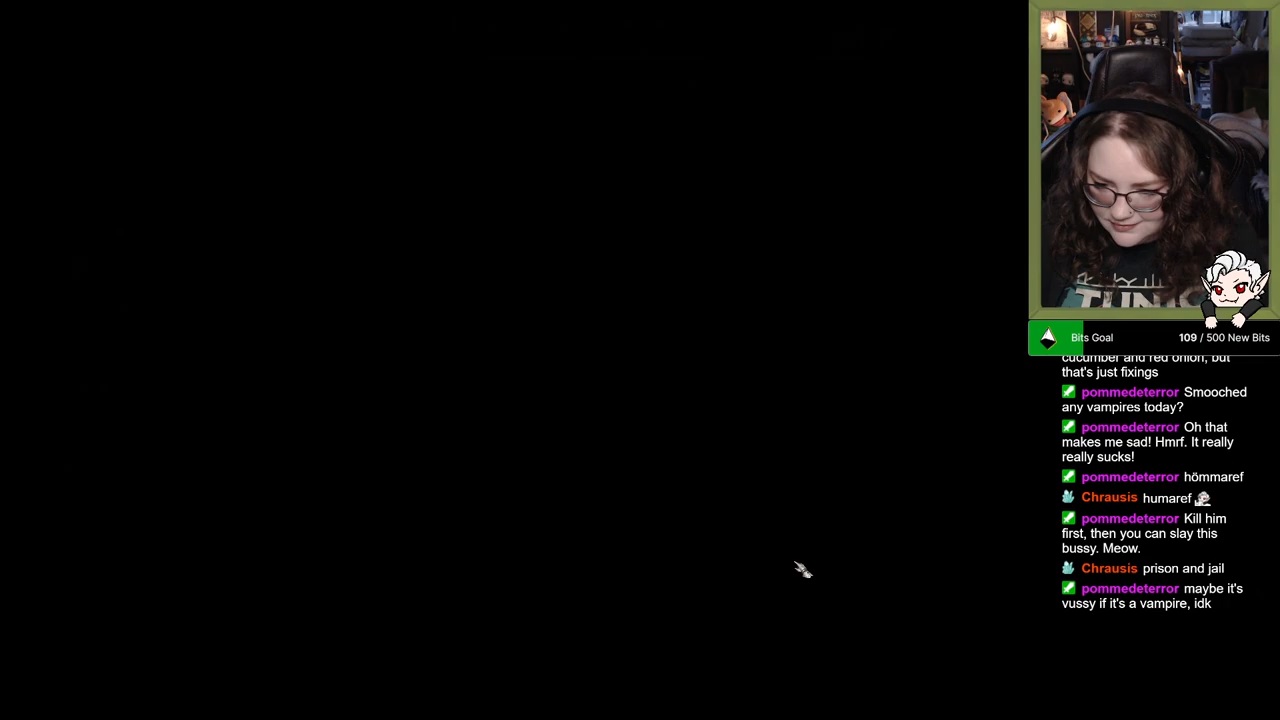 TUNIC
Bits Goal 109 / 500 New Bits
cucumber and red onion, but
that's just fixings
pommedeterror Smooched
any vampires today?
pommedeterror Oh that
makes me sad! Hmrf. It really
really sucks!
pommedeterror hömmaref
Chrausis humaref
pommedeterror Kill him
first, then you can slay this
bussy. Meow.
Chrausis prison and jail
pommedeterror maybe it's
vussy if it's a vampire, idk